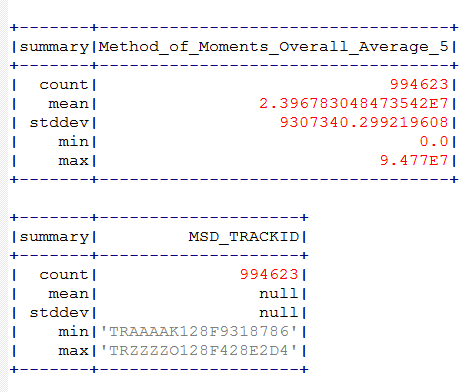 +-------+----------------------------------+
|summary|Method_of_Moments_Overall_Average_5|
+-------+----------------------------------+
|  count|                            994623|
|   mean|               2.396783048473542E7|
| stddev|                 9307340.299219608|
|    min|                               0.0|
|    max|                           9.477E7|
+-------+----------------------------------+
+-------+--------------------+
|summary|         MSD_TRACKID|
+-------+--------------------+
|  count|              994623|
|   mean|                null|
| stddev|                null|
|    min|'TRAAAAK128F9318786'|
|    max|'TRZZZZO128F428E2D4'|
+-------+--------------------+